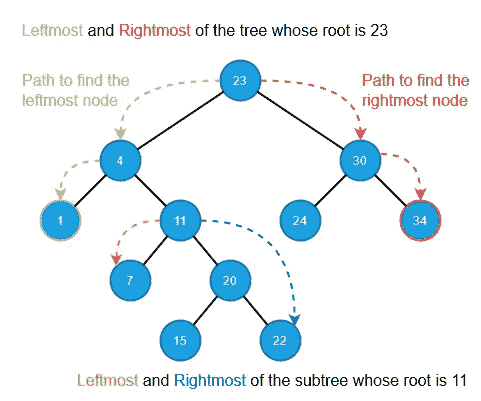 Leftmost and Rightmost of the tree whose root is 23
Path to find the
leftmost node
23
Path to find the
rightmost node
4
30
1
11
24
34
7
20
15
22
Leftmost and Rightmost of the subtree whose root is 11